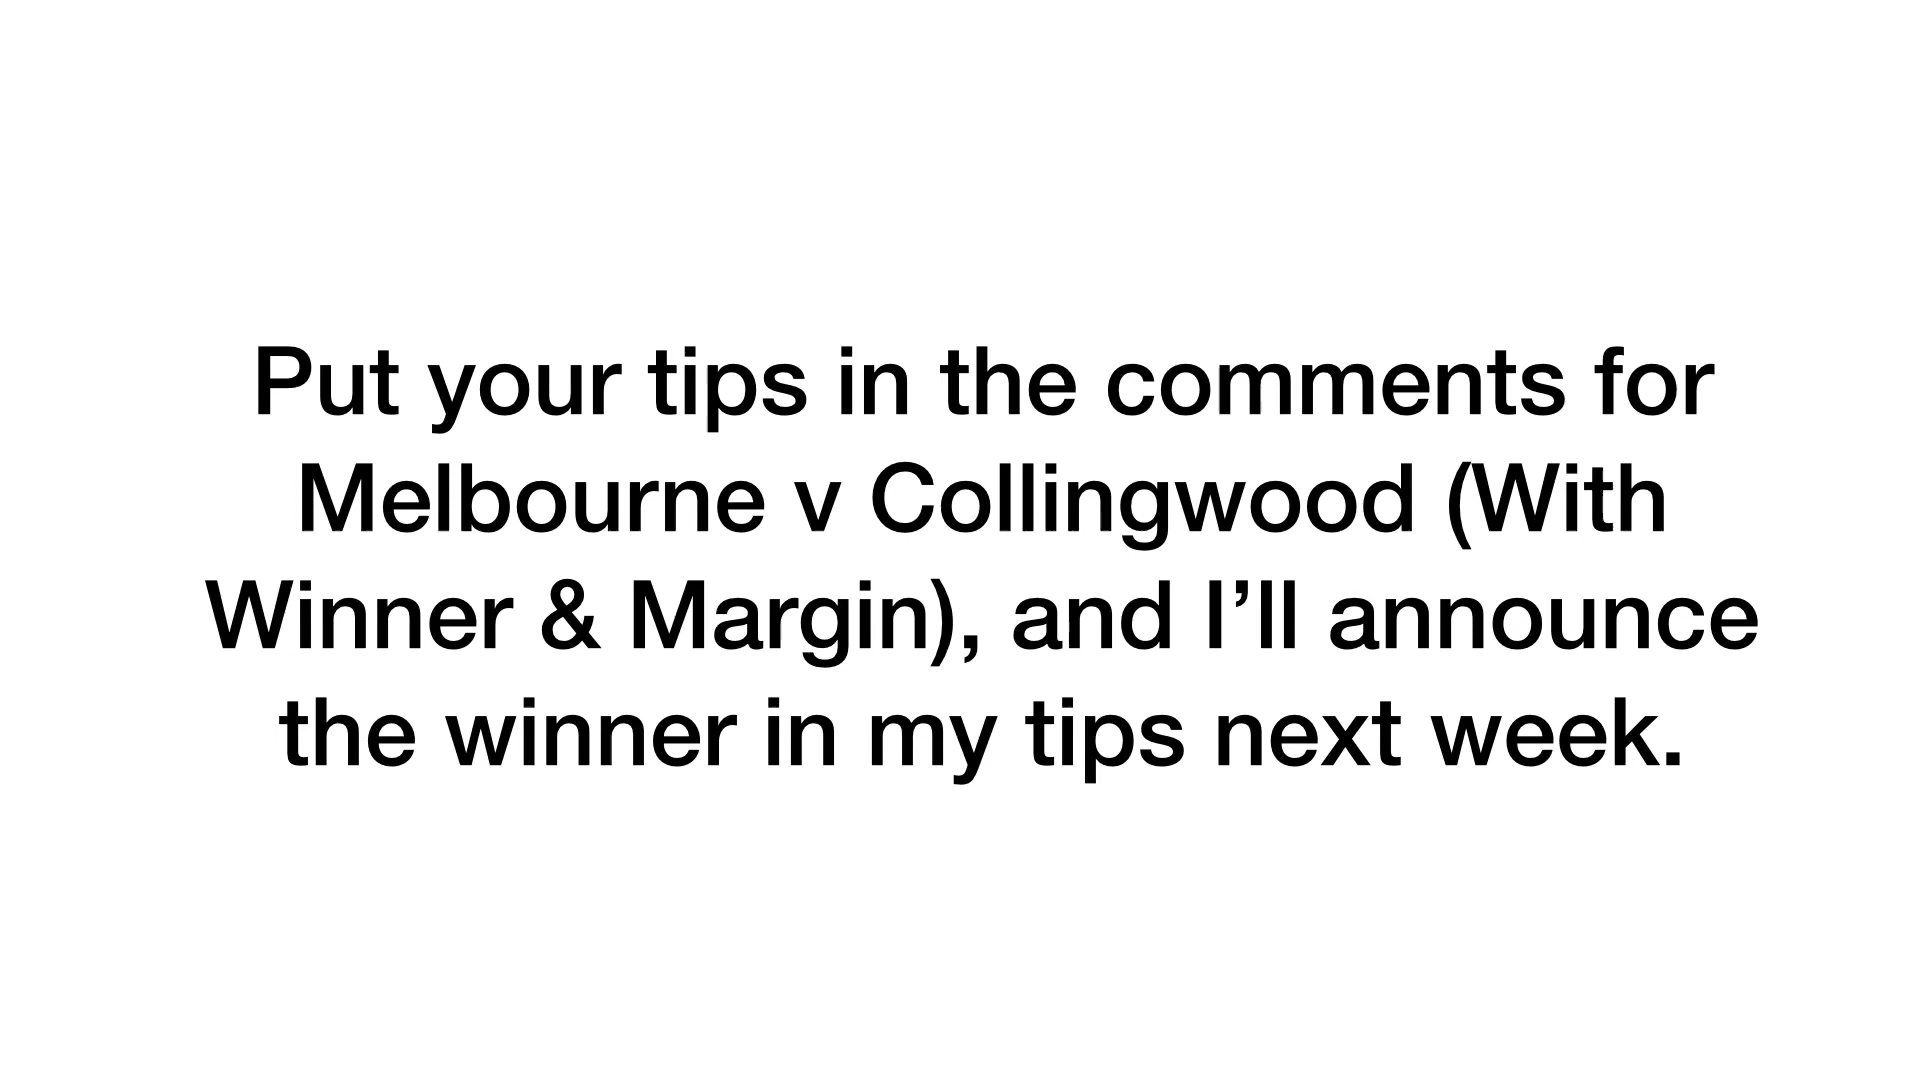 Put your tips in the comments for
Melbourne v Collingwood (With
Winner & Margin), and I’ll announce
the winner in my tips next week.